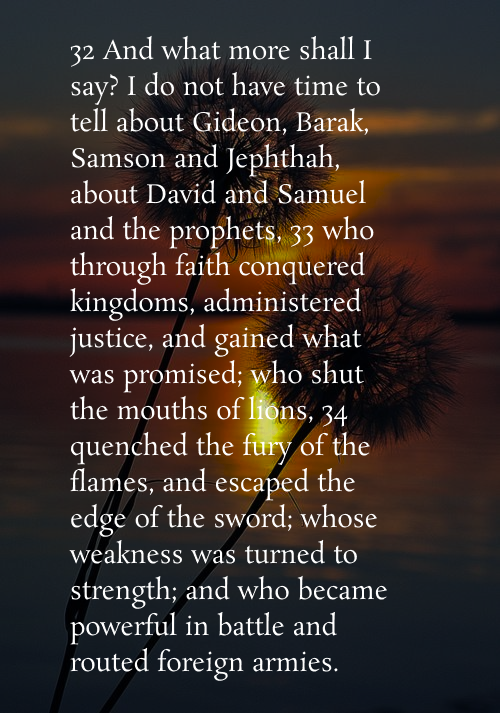 32 And what more shall I
say? I do not have time to
tell about Gideon, Barak,
Samson and Jephthah,
about David and Samuel
and the prophets, 33 who
through faith conquered
kingdoms, administered
justice, and gained what
was promised; who shut
the mouths of lions, 34
quenched the fury of the
flames, and escaped the
edge of the sword; whose
weakness was turned to
strength; and who became
powerful in battle and
routed foreign armies.